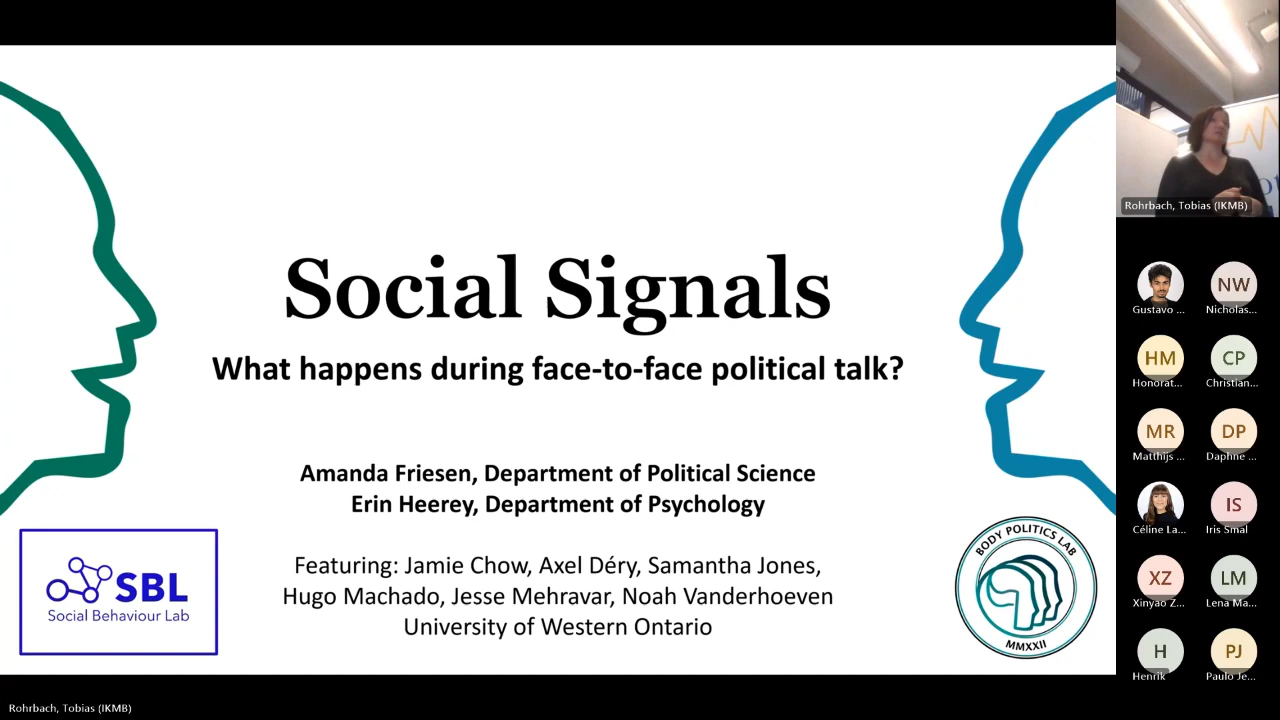 Social Signals
What happens during face-to-face political talk?
Amanda Friesen, Department of Political Science
Erin Heerey, Department of Psychology
Featuring: Jamie Chow, Axel Déry, Samantha Jones,
Hugo Machado, Jesse Mehravar, Noah Vanderhoeven
University of Western Ontario
SBL
Social Behaviour Lab
BODY POLITICS LAB
MMXXII
Rohrbach, Tobias (IKMB)
Gustavo ...
NW
Nicholas...
HM
Honorat...
CP
Christian...
MR
Matthijs ...
DP
Daphne ...
Céline La...
IS
Iris Smal
XZ
Xinyao Z...
LM
Lena Ma...
H
Henrik
PJ
Paulo Je...
Rohrbach, Tobias (IKMB)